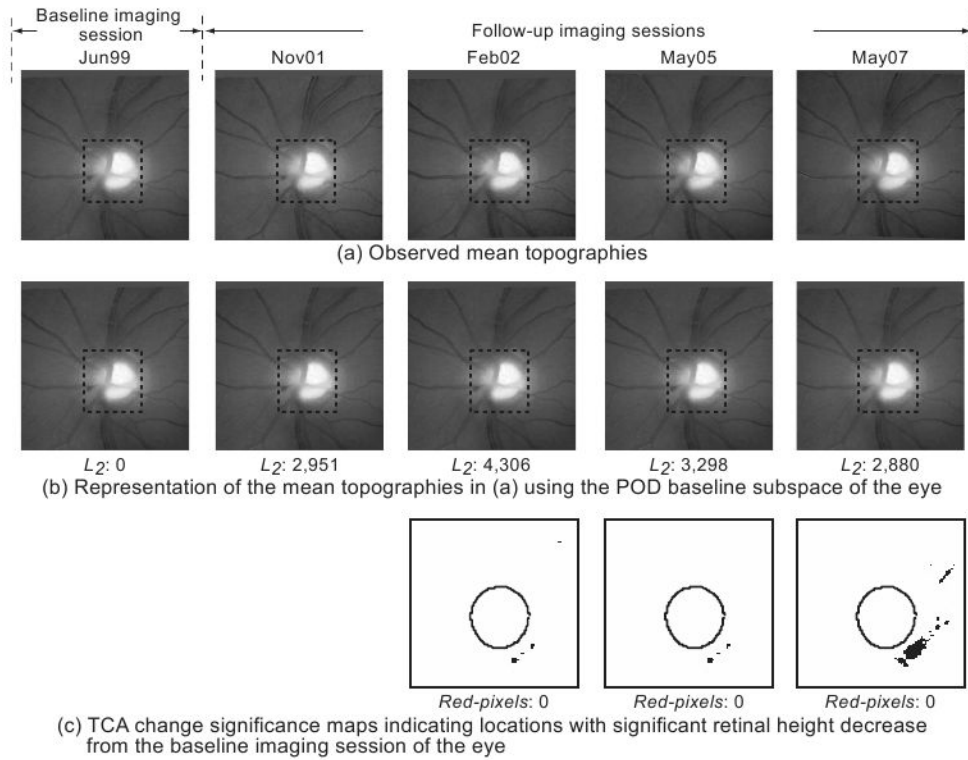 Baseline imaging
session
Follow-up imaging sessions
Jun99
Nov01
Feb02
May05
May07
(a) Observed mean topographies
L2: 0
L2: 2,951
L2: 4,306
L2: 3,298
L2: 2,880
(b) Representation of the mean topographies in (a) using the POD baseline subspace of the eye
Red-pixels: 0
Red-pixels: 0
Red-pixels: 0
(c) TCA change significance maps indicating locations with significant retinal height decrease
from the baseline imaging session of the eye